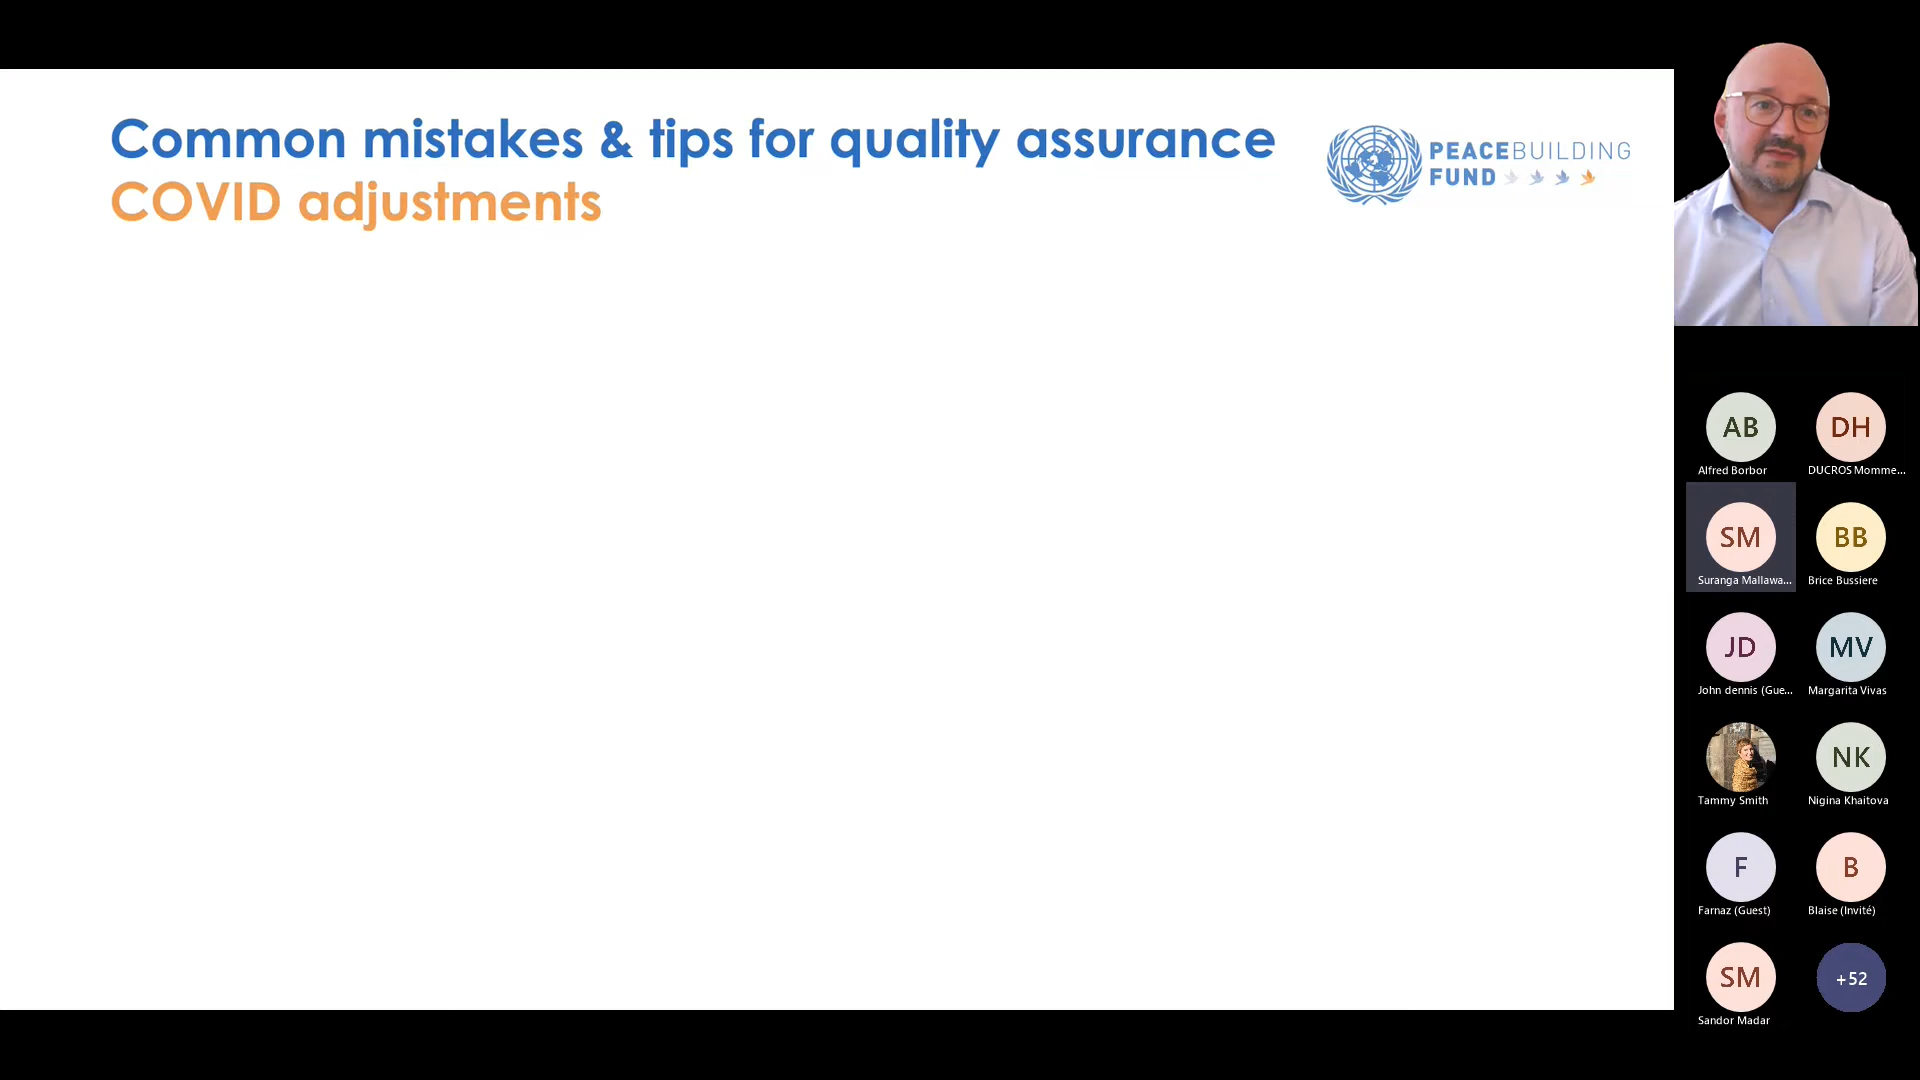 Common mistakes & tips for quality assurance
COVID adjustments
PEACEBUILDING
FUND
AB
Alfred Borbor
DH
DUCROS Momme...
SM
Suranga Mallawa...
BB
Brice Bussiere
JD
John dennis (Gue...
MV
Margarita Vivas
Tammy Smith
NK
Nigina Khaitova
F
Farnaz (Guest)
B
Blaise (Invité)
SM
Sandor Madar
+52